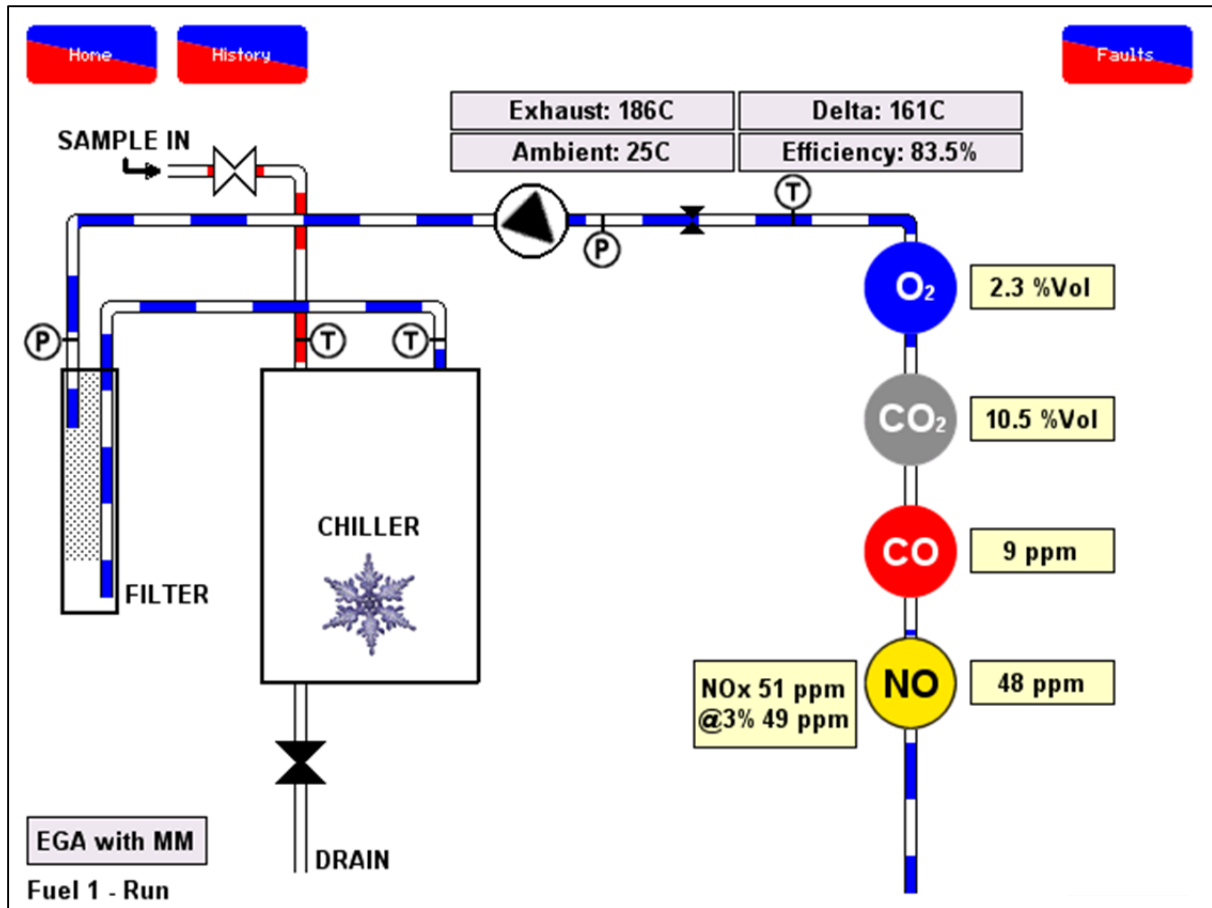 Home
History
Faults
Exhaust: 186C
Delta: 161C
Ambient: 25C
Efficiency: 83.5%
SAMPLE IN
T
P
O₂
2.3 %Vol
P
T
T
CO₂
10.5 %Vol
CHILLER
CO
9 ppm
FILTER
NO
48 ppm
NOx 51 ppm
@3% 49 ppm
EGA with MM
DRAIN
Fuel 1 - Run